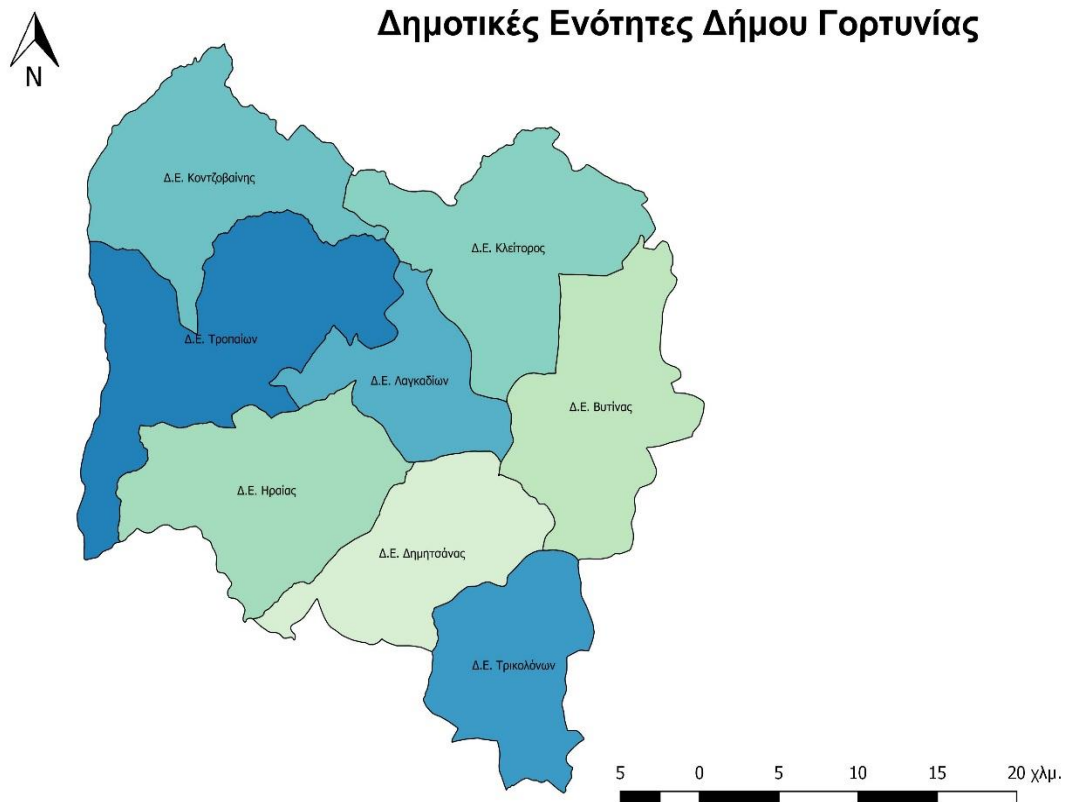 Δημοτικές Ενότητες Δήμου Γορτυνίας
N
Δ.Ε. Κοντζοβαίνης
Δ.Ε. Κλείτορος
Δ.Ε. Τροπαίων
Δ.Ε. Λαγκαδίων
Δ.Ε. Βυτίνας
Δ.Ε. Ηραίας
Δ.Ε. Δημητσάνας
Δ.Ε. Τρικολόνων
5 0 5 10 15 20 χλμ.